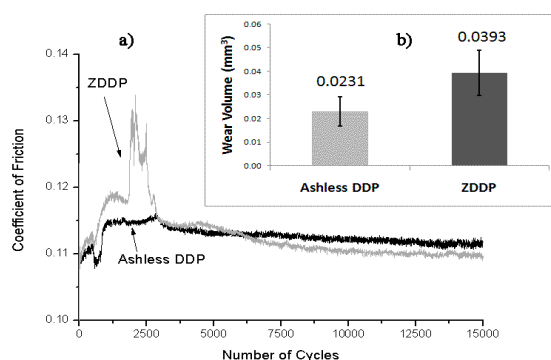 a)
0.14
0.13
0.12
0.11
0.10
Coefficient of Friction
ZDDP
Ashless DDP
0
2500
5000
7500
10000
12500
15000
Number of Cycles
b)
0.06
0.05
0.04
0.03
0.02
0.01
0.00
Wear Volume (mm³)
0.0231
0.0393
Ashless DDP
ZDDP